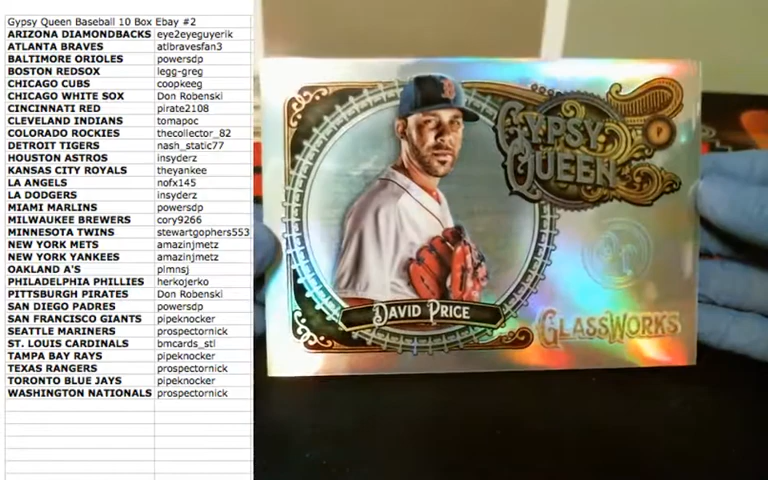 Gypsy Queen Baseball 10 Box Ebay #2
ARIZONA DIAMONDBACKS eye2eyeguyerik
ATLANTA BRAVES atlbravesfan3
BALTIMORE ORIOLES powersdp
BOSTON REDSOX legg-greg
CHICAGO CUBS coopkeeg
CHICAGO WHITE SOX Don Robenski
CINCINNATI RED pirate2108
CLEVELAND INDIANS tomapoc
COLORADO ROCKIES thecollector_82
DETROIT TIGERS nash_static77
HOUSTON ASTROS insyderz
KANSAS CITY ROYALS theyankee
LA ANGELS nofx145
LA DODGERS insyderz
MIAMI MARLINS powersdp
MILWAUKEE BREWERS cory9266
MINNESOTA TWINS stewartgophers553
NEW YORK METS amazinjmetz
NEW YORK YANKEES amazinjmetz
OAKLAND A'S plmnsj
PHILADELPHIA PHILLIES herkojerko
PITTSBURGH PIRATES Don Robenski
SAN DIEGO PADRES powersdp
SAN FRANCISCO GIANTS pipeknocker
SEATTLE MARINERS prospectornick
ST. LOUIS CARDINALS bmcards_stl
TAMPA BAY RAYS pipeknocker
TEXAS RANGERS prospectornick
TORONTO BLUE JAYS pipeknocker
WASHINGTON NATIONALS prospectornick
GYPSY
QUEEN
P
B
DAVID PRICE
GLASSWORKS